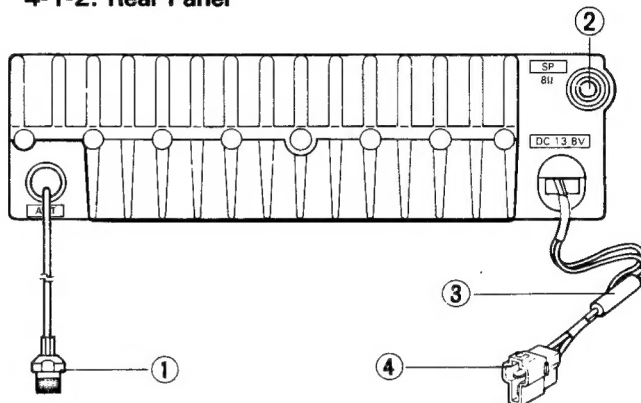 4-1-2. Rear Panel
②
SP
8Ω
DC 13.8V
ANT
③
④
①